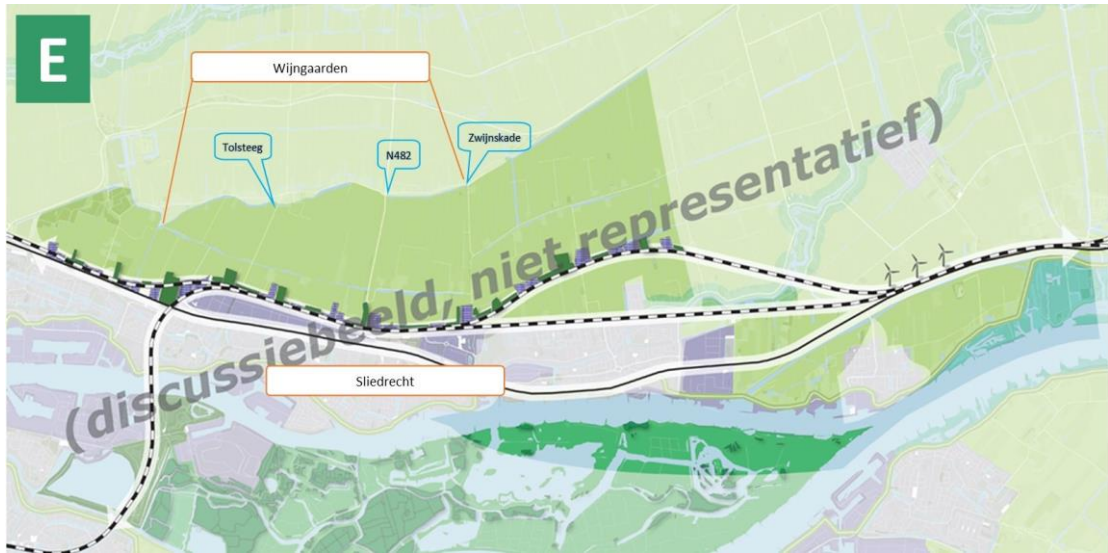 E
Wijngaarden
Tolsteeg
N482
Zwijnskade
(discussiebeeld, niet representatief)
Sliedrecht